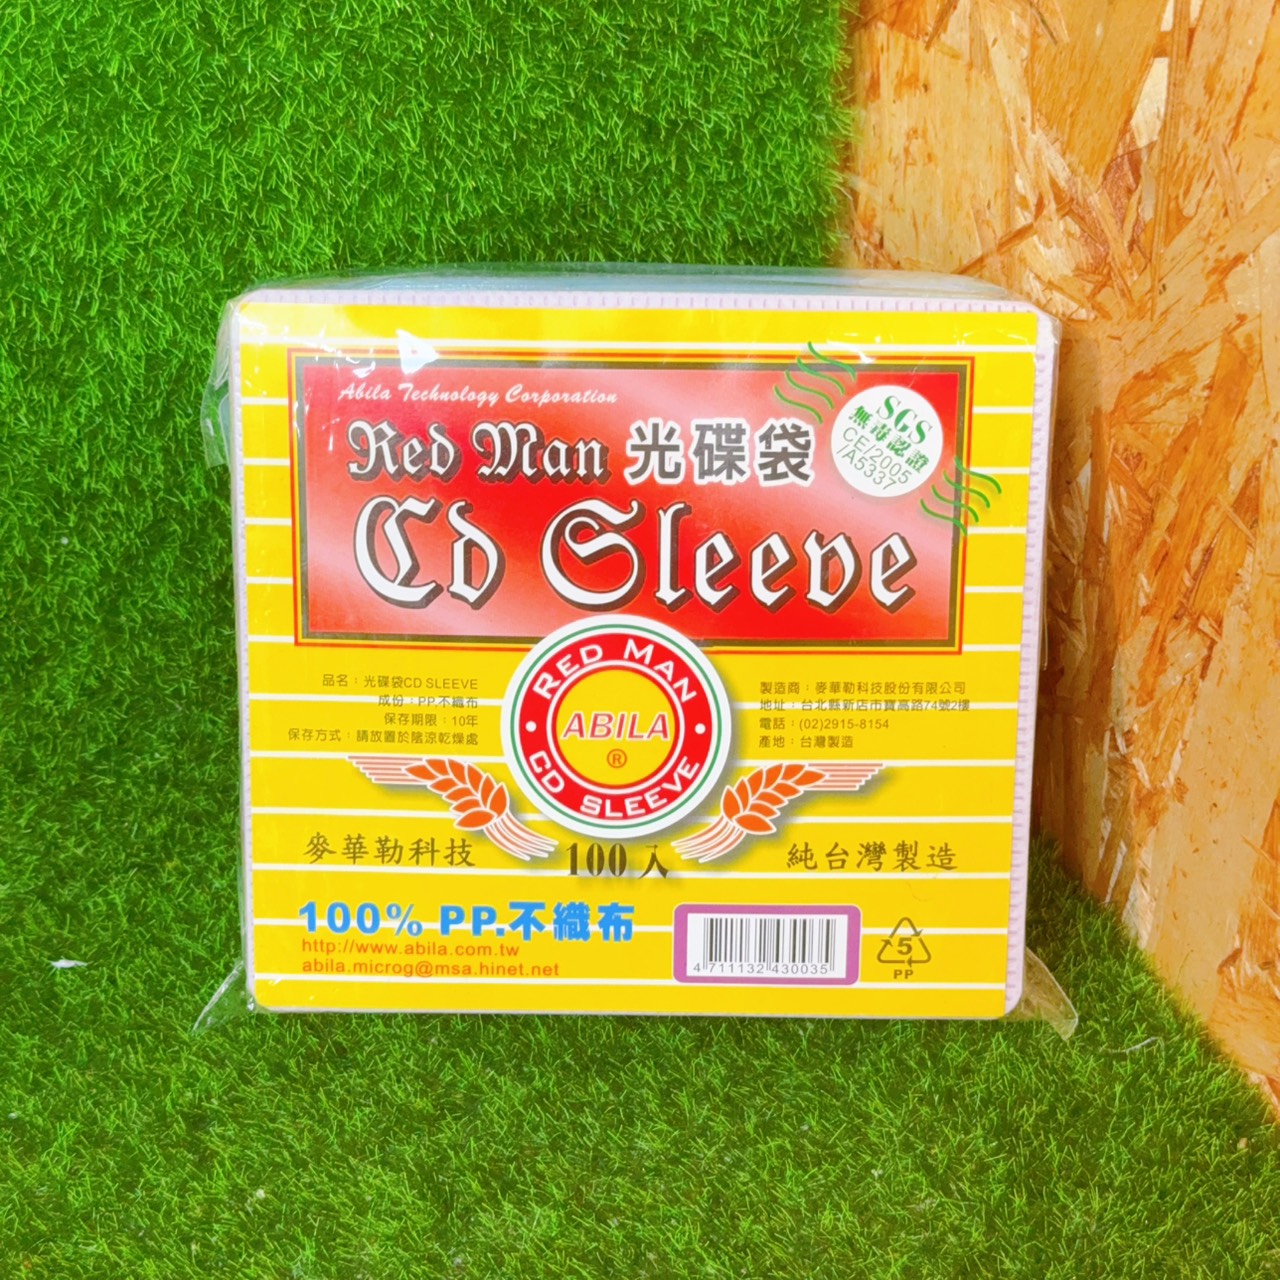 Abila Technology Corporation
Red Man 光碟袋
Cd Sleeve
SGS
無毒認證
CE/2005
/A5337
RED MAN
ABILA
®
CD SLEEVE
品名：光碟袋CD SLEEVE
成份：PP.不織布
保存期限：10年
保存方式：請放置於陰涼乾燥處
製造商：麥華勒科技股份有限公司
地址：台北縣新店市寶高路74號2樓
電話：(02)2915-8154
產地：台灣製造
麥華勒科技
100入
純台灣製造
100% PP.不織布
http://www.abila.com.tw
abila.microg@msa.hinet.net
4 711132 430035
5
PP